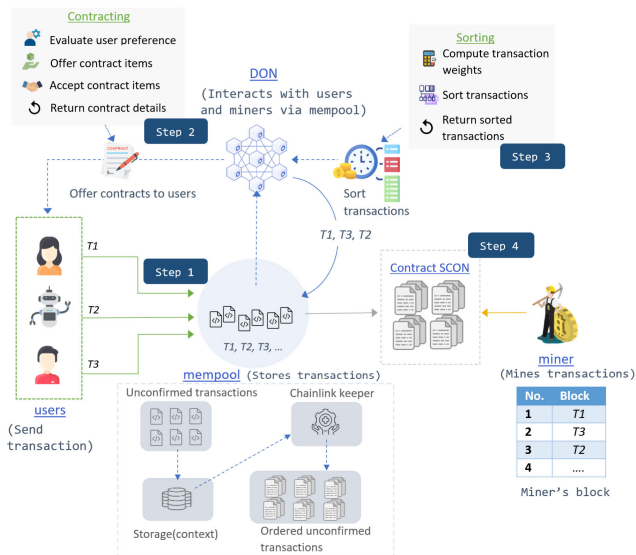 Contracting
Evaluate user preference
Offer contract items
Accept contract items
Return contract details
Step 2
CONTRACT
Offer contracts to users
DON
(Interacts with users
and miners via mempool)
Sorting
Compute transaction
weights
Sort transactions
Return sorted
transactions
Step 3
Sort
transactions
T1, T3, T2
Step 4
Contract SCON
T1
T2
T3
Step 1
users
(Send
transaction)
T1, T2, T3, ...
mempool (Stores transactions)
miner
(Mines transactions)
No. Block
1 T1
2 T3
3 T2
4 ....
Miner's block
Unconfirmed transactions
Chainlink keeper
Storage(context)
Ordered unconfirmed
transactions